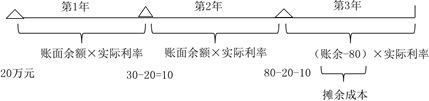 第1年 第2年 第3年
账面余额×实际利率 账面余额×实际利率 (账余-80)×实际利率
20万元 30-20=10 80-20-10
摊余成本